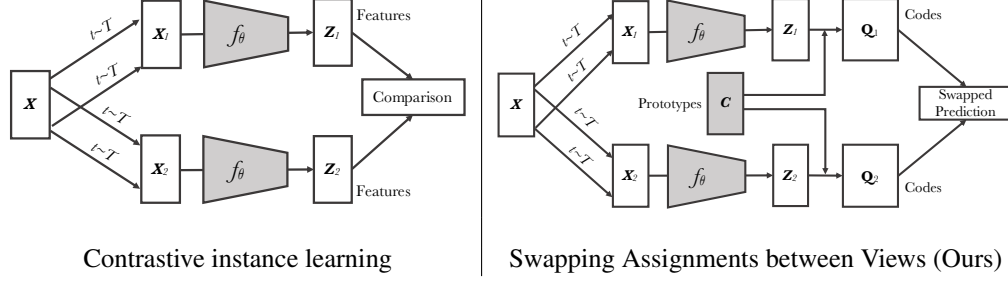 X
t~T
t~T
t~T
t~T
X1
X2
fθ
fθ
Z1
Z2
Features
Features
Comparison
Contrastive instance learning
X
t~T
t~T
t~T
t~T
X1
X2
fθ
fθ
Prototypes
C
Z1
Z2
Q1
Q2
Codes
Codes
Swapped
Prediction
Swapping Assignments between Views (Ours)